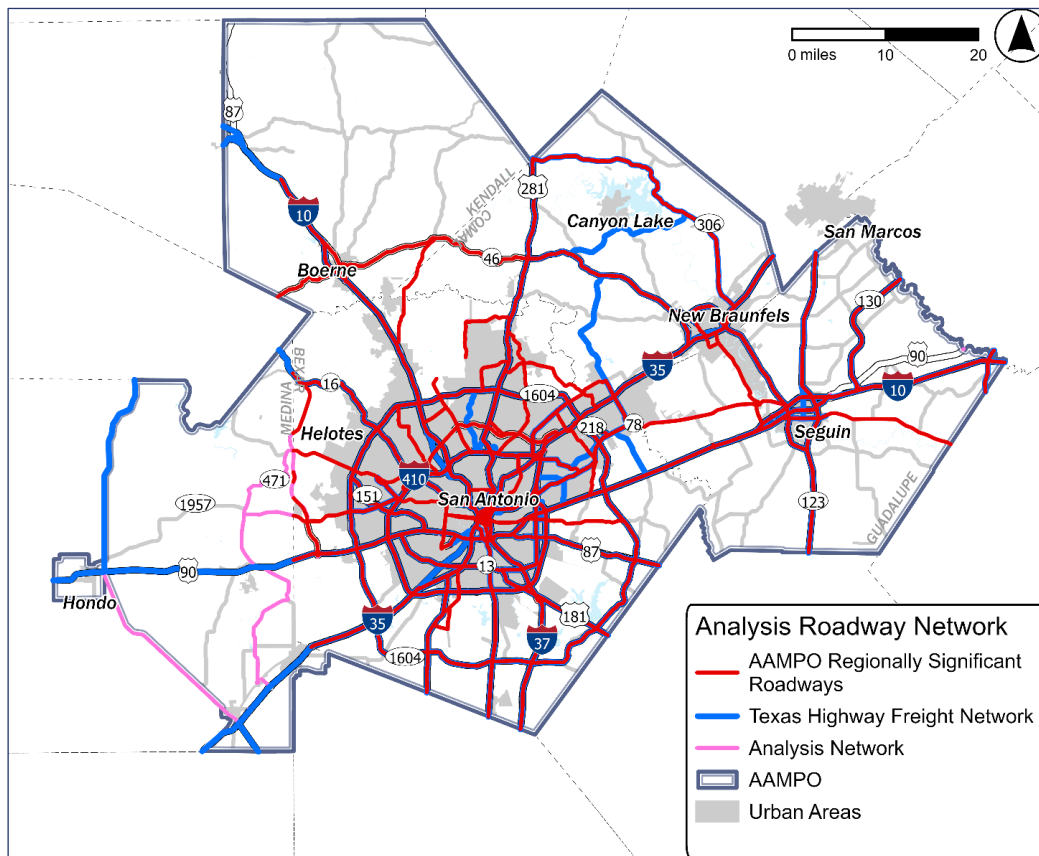 0 miles 10 20
87
KENDALL
281
10
COMAL
Canyon Lake
306
San Marcos
Boerne
46
130
New Braunfels
90
35
10
BEXAR
MEDINA
16
1604
Helotes
218
78
Seguin
471
410
151
San Antonio
1957
123
GUADALUPE
87
90
13
Hondo
181
35
37
1604
Analysis Roadway Network
AAMPO Regionally Significant
Roadways
Texas Highway Freight Network
Analysis Network
AAMPO
Urban Areas